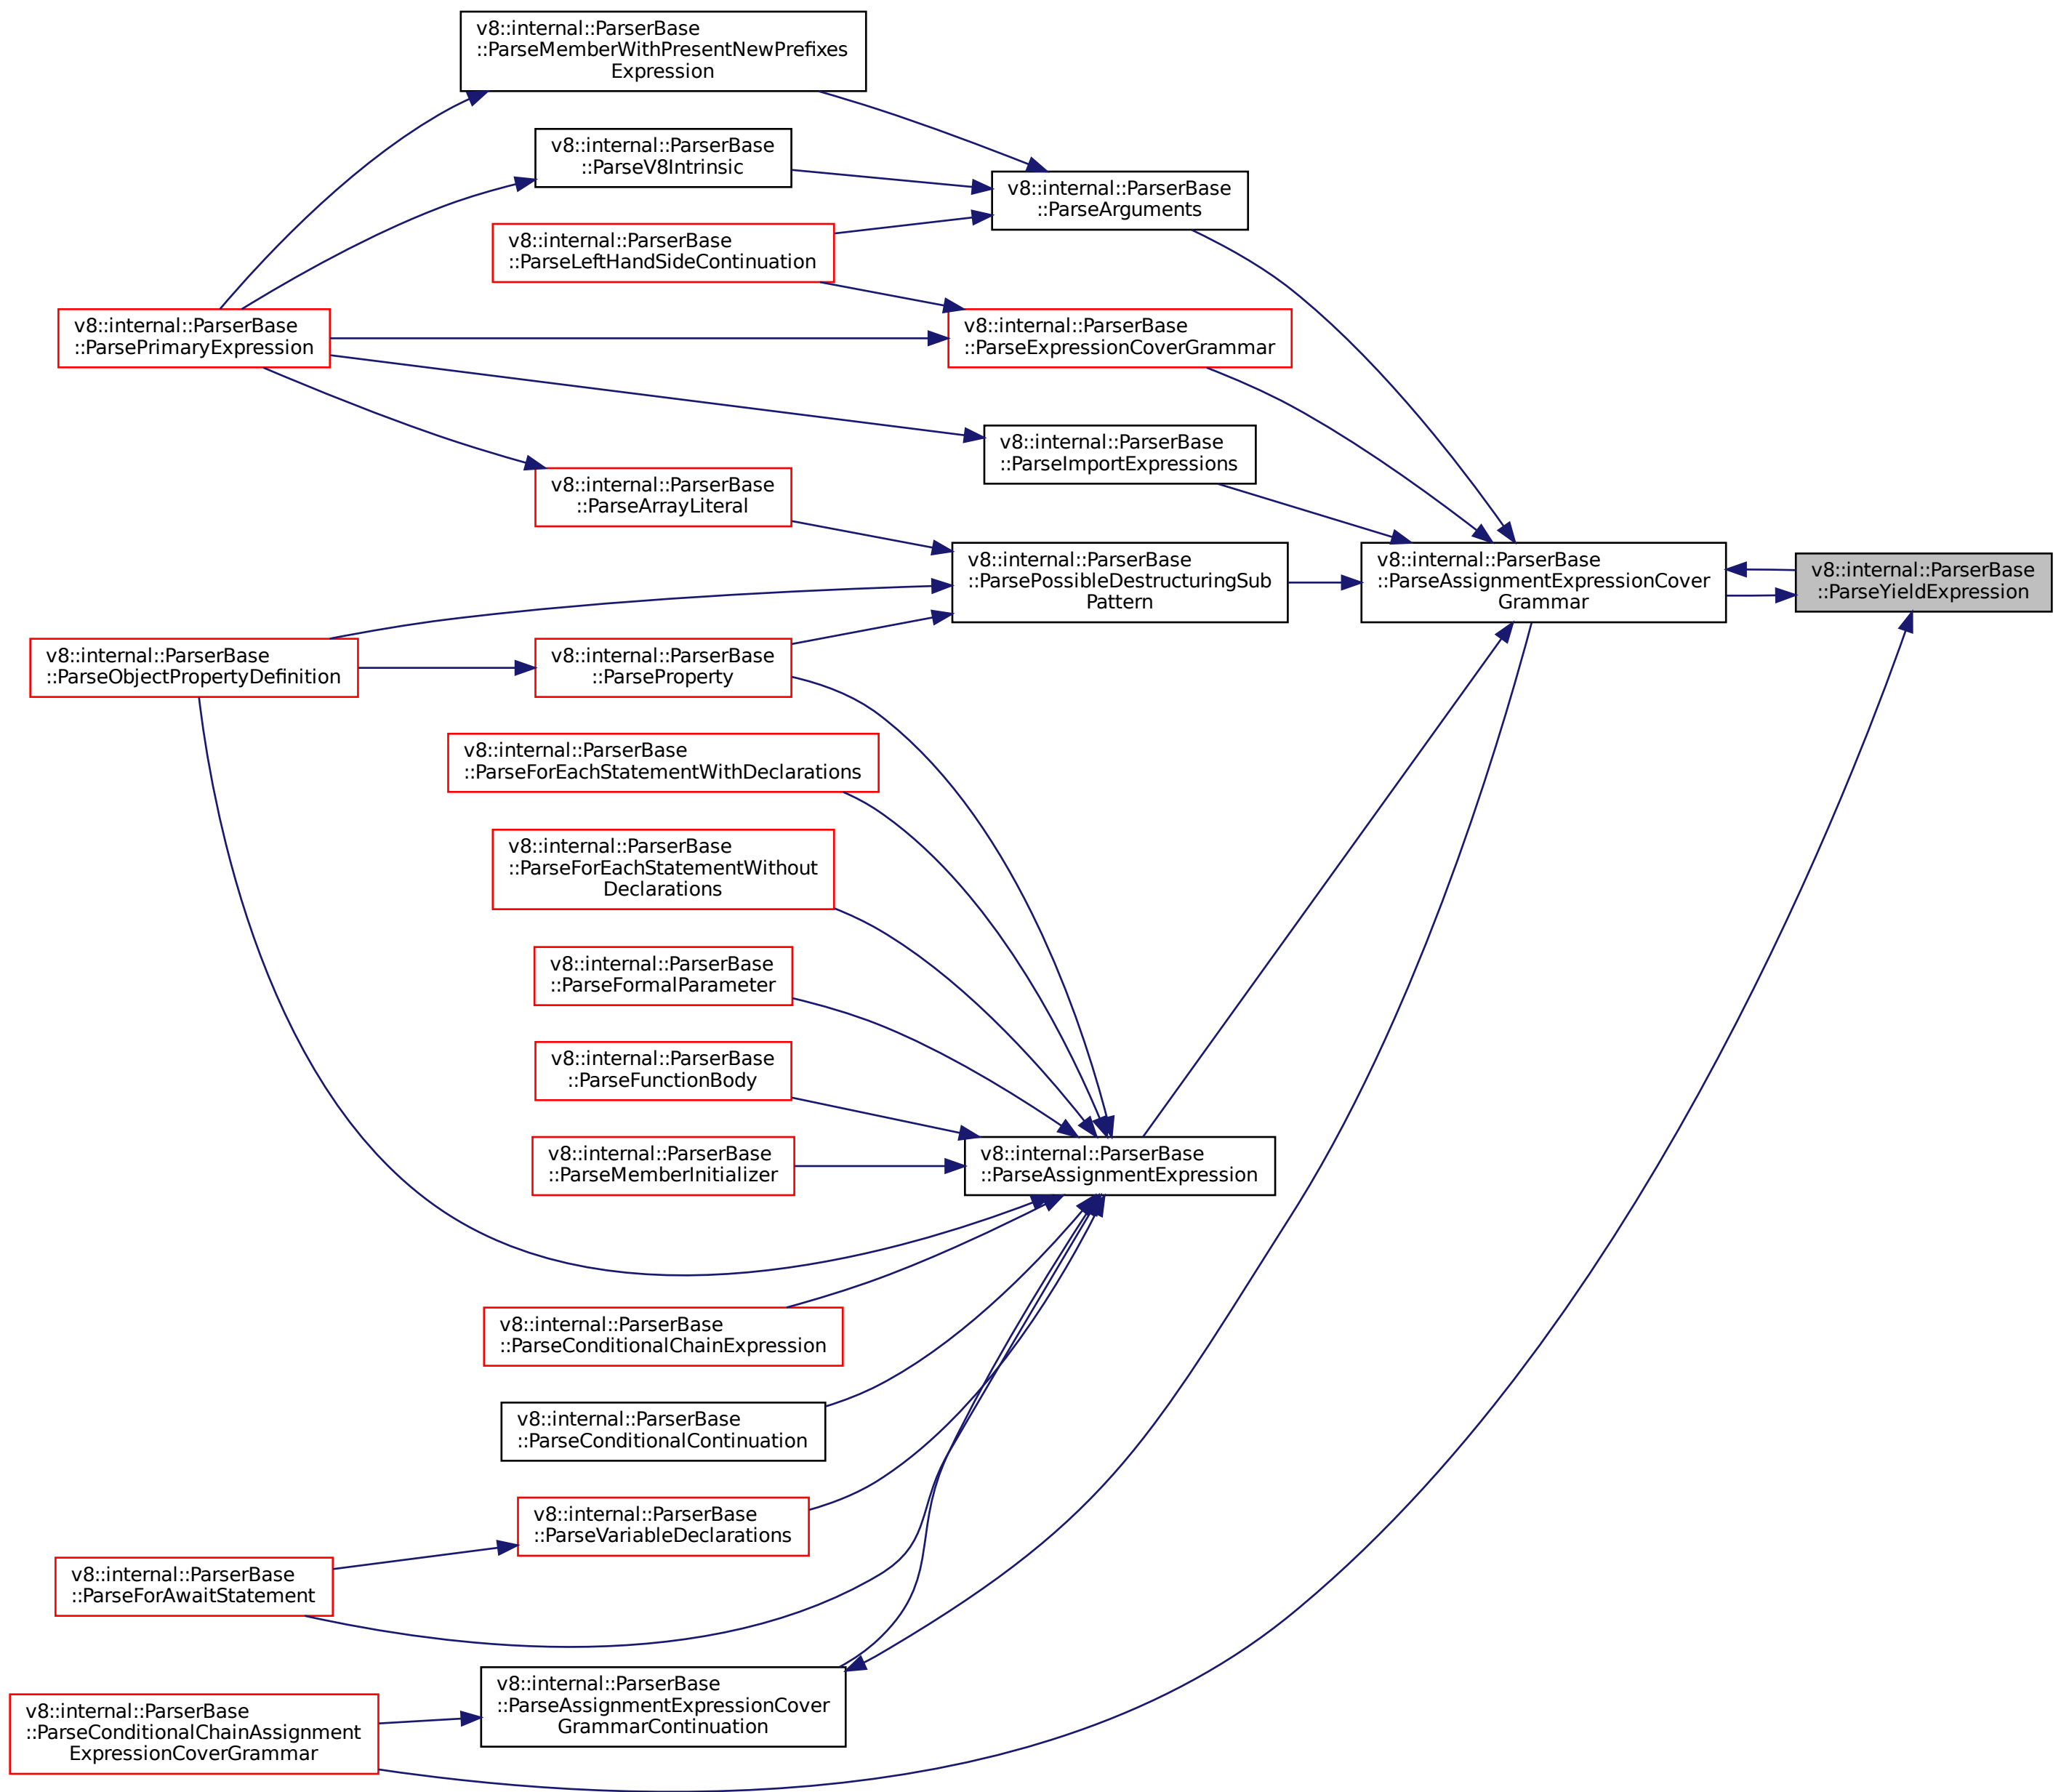 v8::internal::ParserBase
::ParseMemberWithPresentNewPrefixes
Expression
v8::internal::ParserBase
::ParseV8Intrinsic
v8::internal::ParserBase
::ParseArguments
v8::internal::ParserBase
::ParseLeftHandSideContinuation
v8::internal::ParserBase
::ParsePrimaryExpression
v8::internal::ParserBase
::ParseExpressionCoverGrammar
v8::internal::ParserBase
::ParseImportExpressions
v8::internal::ParserBase
::ParseArrayLiteral
v8::internal::ParserBase
::ParsePossibleDestructuringSub
Pattern
v8::internal::ParserBase
::ParseAssignmentExpressionCover
Grammar
v8::internal::ParserBase
::ParseYieldExpression
v8::internal::ParserBase
::ParseObjectPropertyDefinition
v8::internal::ParserBase
::ParseProperty
v8::internal::ParserBase
::ParseForEachStatementWithDeclarations
v8::internal::ParserBase
::ParseForEachStatementWithout
Declarations
v8::internal::ParserBase
::ParseFormalParameter
v8::internal::ParserBase
::ParseFunctionBody
v8::internal::ParserBase
::ParseMemberInitializer
v8::internal::ParserBase
::ParseAssignmentExpression
v8::internal::ParserBase
::ParseConditionalChainExpression
v8::internal::ParserBase
::ParseConditionalContinuation
v8::internal::ParserBase
::ParseVariableDeclarations
v8::internal::ParserBase
::ParseForAwaitStatement
v8::internal::ParserBase
::ParseAssignmentExpressionCover
GrammarContinuation
v8::internal::ParserBase
::ParseConditionalChainAssignment
ExpressionCoverGrammar